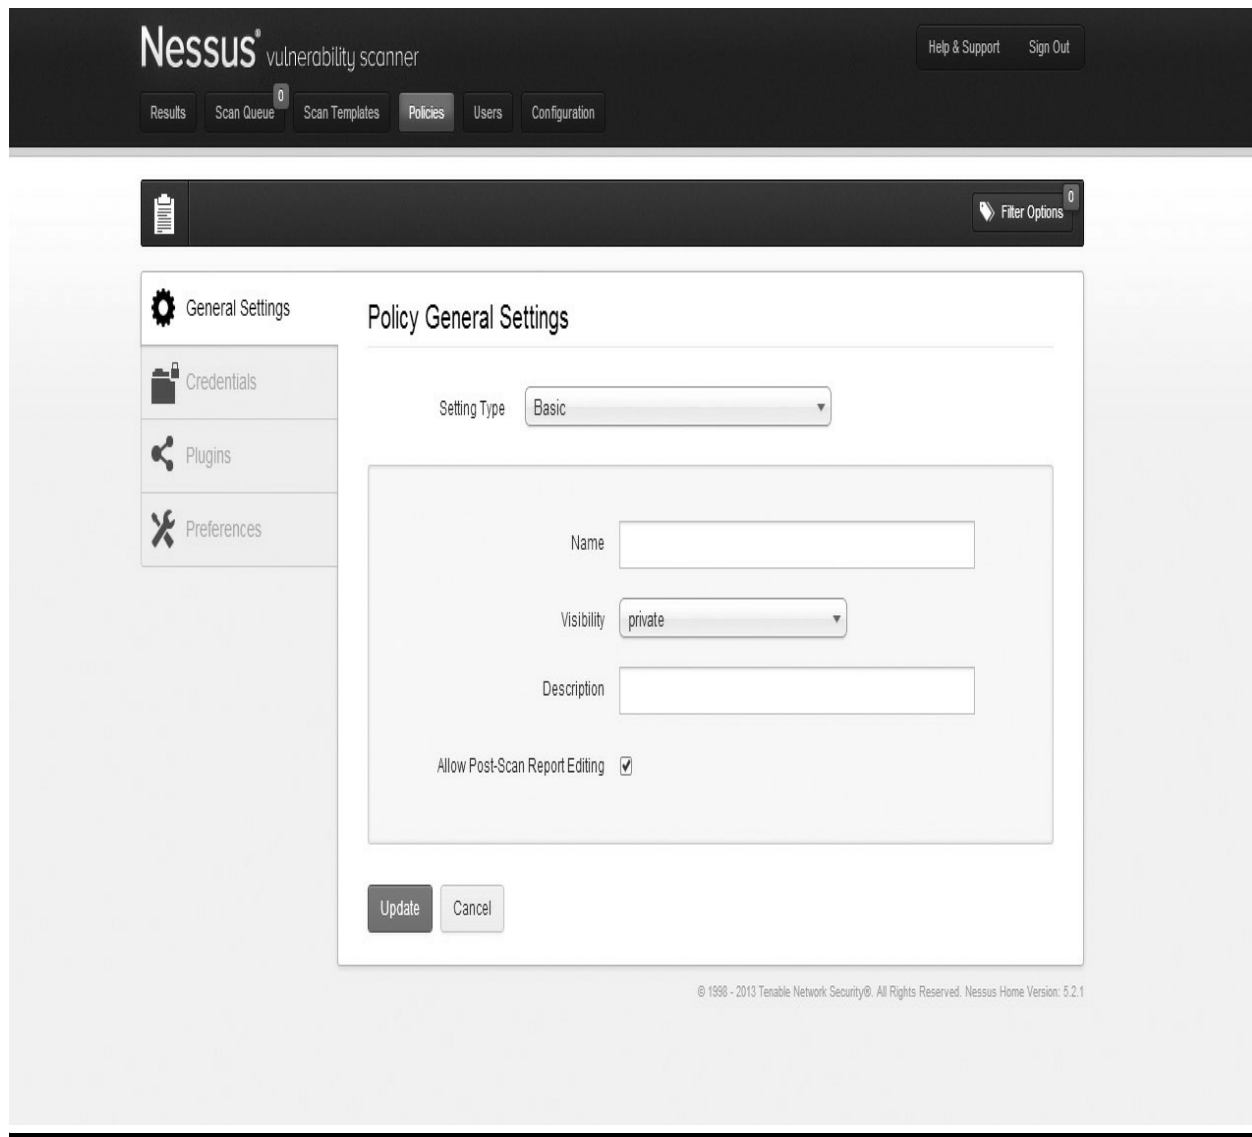 Nessus® vulnerability scanner
Help & Support Sign Out
Results Scan Queue 0 Scan Templates Policies Users Configuration
Filter Options 0
General Settings
Credentials
Plugins
Preferences
Policy General Settings
Setting Type Basic
Name
Visibility private
Description
Allow Post-Scan Report Editing
Update Cancel
© 1998 - 2013 Tenable Network Security®. All Rights Reserved. Nessus Home Version: 5.2.1